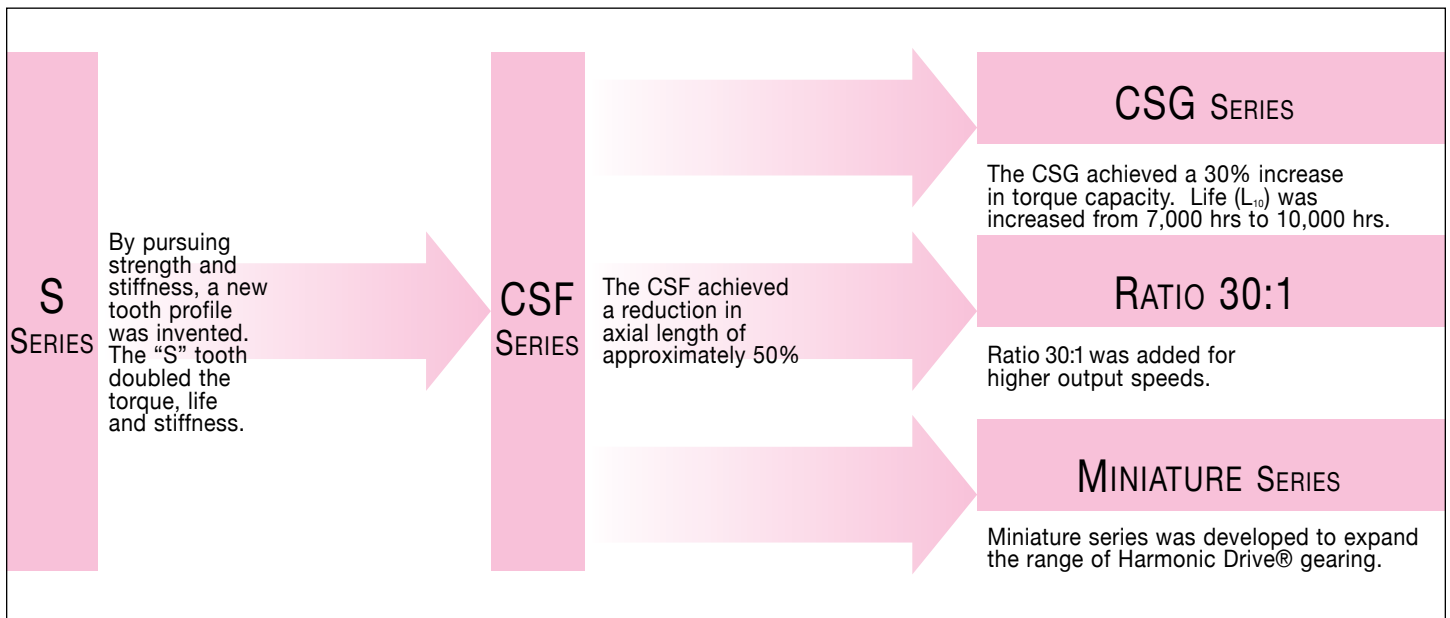 S
SERIES
By pursuing
strength and
stiffness, a new
tooth profile
was invented.
The “S” tooth
doubled the
torque, life
and stiffness.
CSF
SERIES
The CSF achieved
a reduction in
axial length of
approximately 50%
CSG SERIES
The CSG achieved a 30% increase
in torque capacity.  Life (L₁₀) was
increased from 7,000 hrs to 10,000 hrs.
RATIO 30:1
Ratio 30:1 was added for
higher output speeds.
MINIATURE SERIES
Miniature series was developed to expand
the range of Harmonic Drive® gearing.